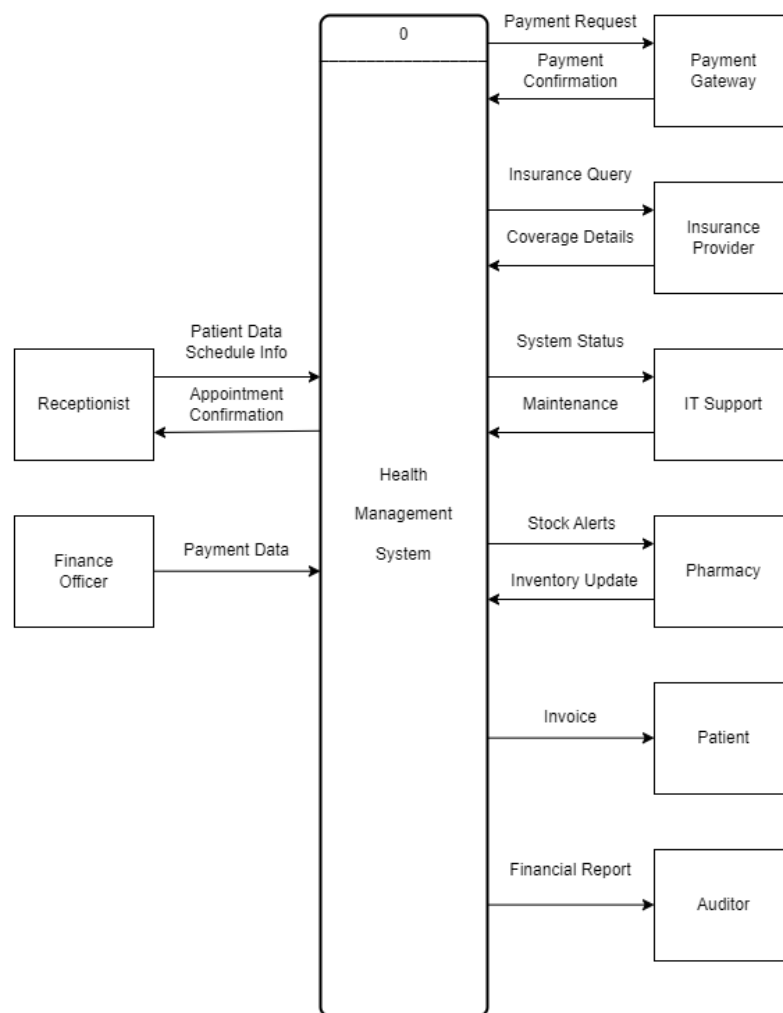 0
Payment Request
Payment
Confirmation
Payment
Gateway
Insurance Query
Coverage Details
Insurance
Provider
Patient Data
Schedule Info
Appointment
Confirmation
Receptionist
System Status
Maintenance
IT Support
Health
Management
System
Finance
Officer
Payment Data
Stock Alerts
Inventory Update
Pharmacy
Invoice
Patient
Financial Report
Auditor